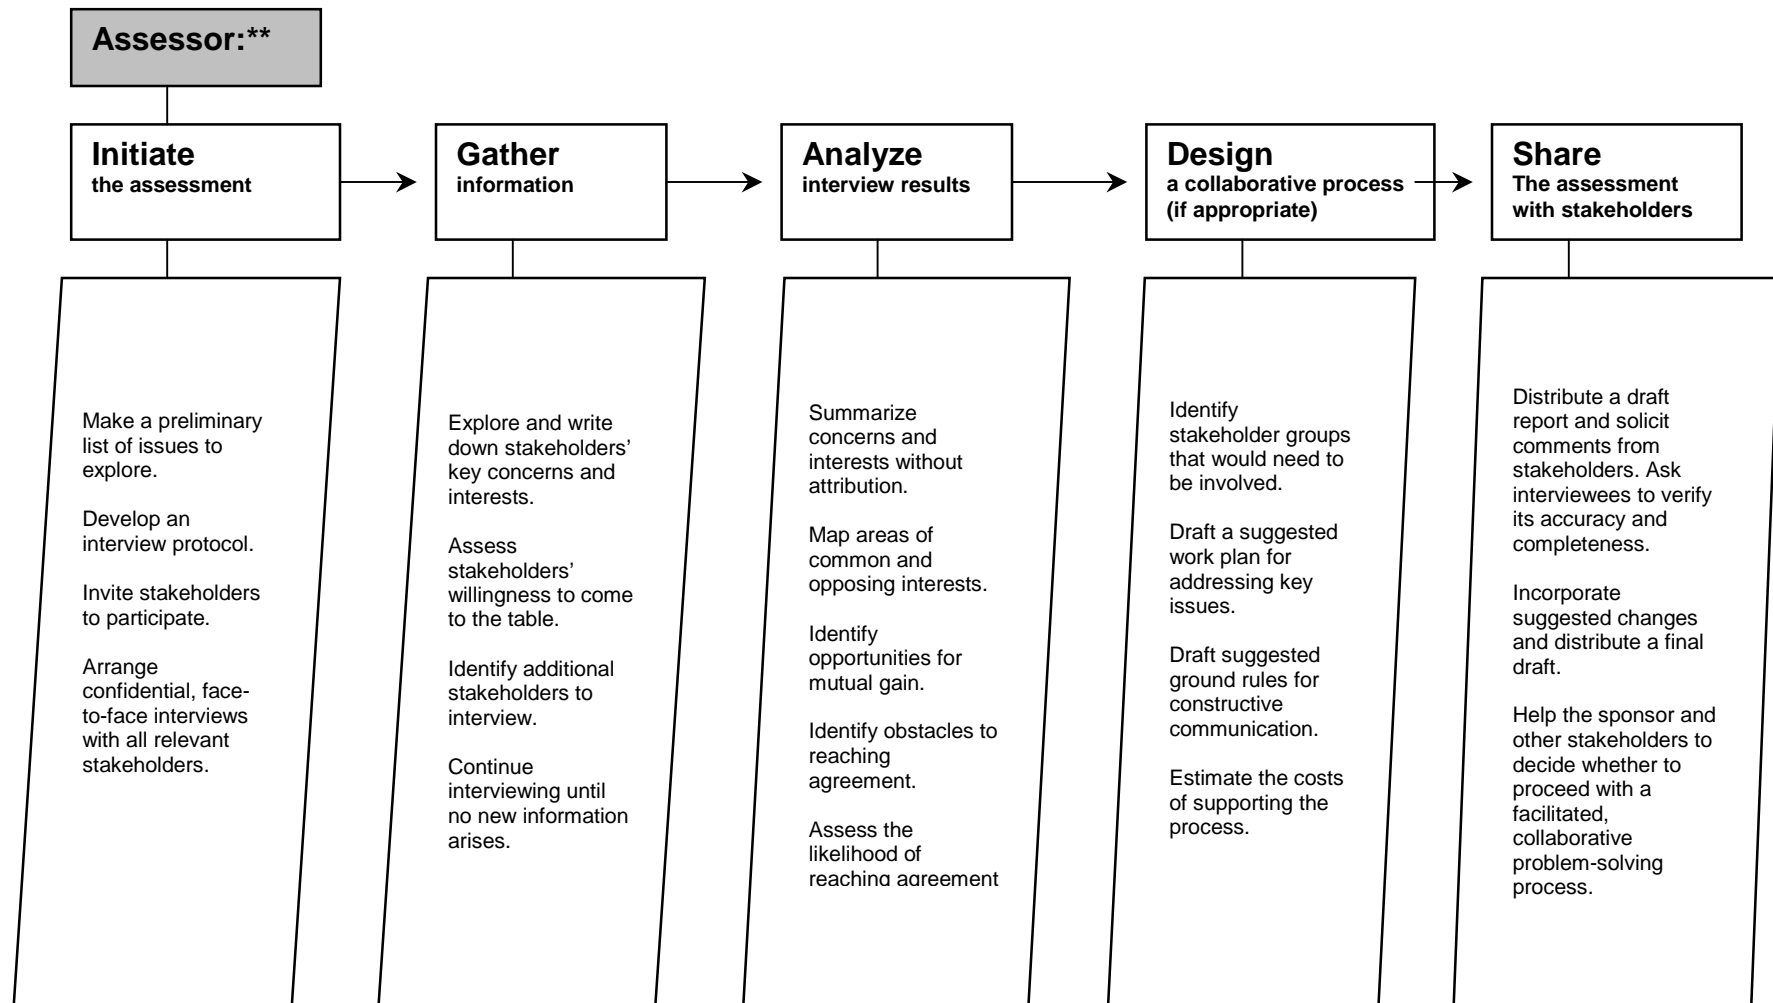 Assessor:**
Initiate
the assessment
Gather
information
Analyze
interview results
Design
a collaborative process
(if appropriate)
Share
The assessment
with stakeholders
Make a preliminary
list of issues to
explore.
Develop an
interview protocol.
Invite stakeholders
to participate.
Arrange
confidential, face-
to-face interviews
with all relevant
stakeholders.
Explore and write
down stakeholders’
key concerns and
interests.
Assess
stakeholders’
willingness to come
to the table.
Identify additional
stakeholders to
interview.
Continue
interviewing until
no new information
arises.
Summarize
concerns and
interests without
attribution.
Map areas of
common and
opposing interests.
Identify
opportunities for
mutual gain.
Identify obstacles to
reaching
agreement.
Assess the
likelihood of
reaching agreement
Identify
stakeholder groups
that would need to
be involved.
Draft a suggested
work plan for
addressing key
issues.
Draft suggested
ground rules for
constructive
communication.
Estimate the costs
of supporting the
process.
Distribute a draft
report and solicit
comments from
stakeholders. Ask
interviewees to verify
its accuracy and
completeness.
Incorporate
suggested changes
and distribute a final
draft.
Help the sponsor and
other stakeholders to
decide whether to
proceed with a
facilitated,
collaborative
problem-solving
process.